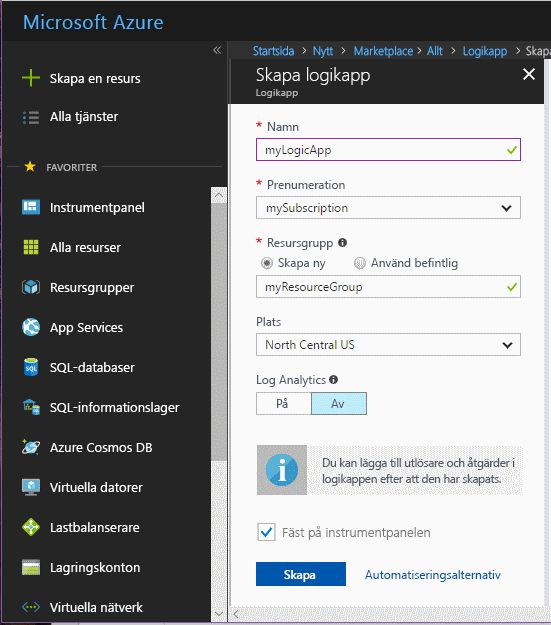 Microsoft Azure
Skapa en resurs
Alla tjänster
FAVORITER
Instrumentpanel
Alla resurser
Resursgrupper
App Services
SQL-databaser
SQL-informationslager
Azure Cosmos DB
Virtuella datorer
Lastbalanserare
Lagringskonton
Virtuella nätverk
Startsida > Nytt > Marketplace > Allt > Logikapp > Skapa
Skapa logikapp
Logikapp
* Namn
myLogicApp
* Prenumeration
mySubscription
* Resursgrupp
Skapa ny Använd befintlig
myResourceGroup
Plats
North Central US
Log Analytics
På Av
Du kan lägga till utlösare och åtgärder i
logikappen efter att den har skapats.
Fäst på instrumentpanelen
Skapa Automatiseringsalternativ